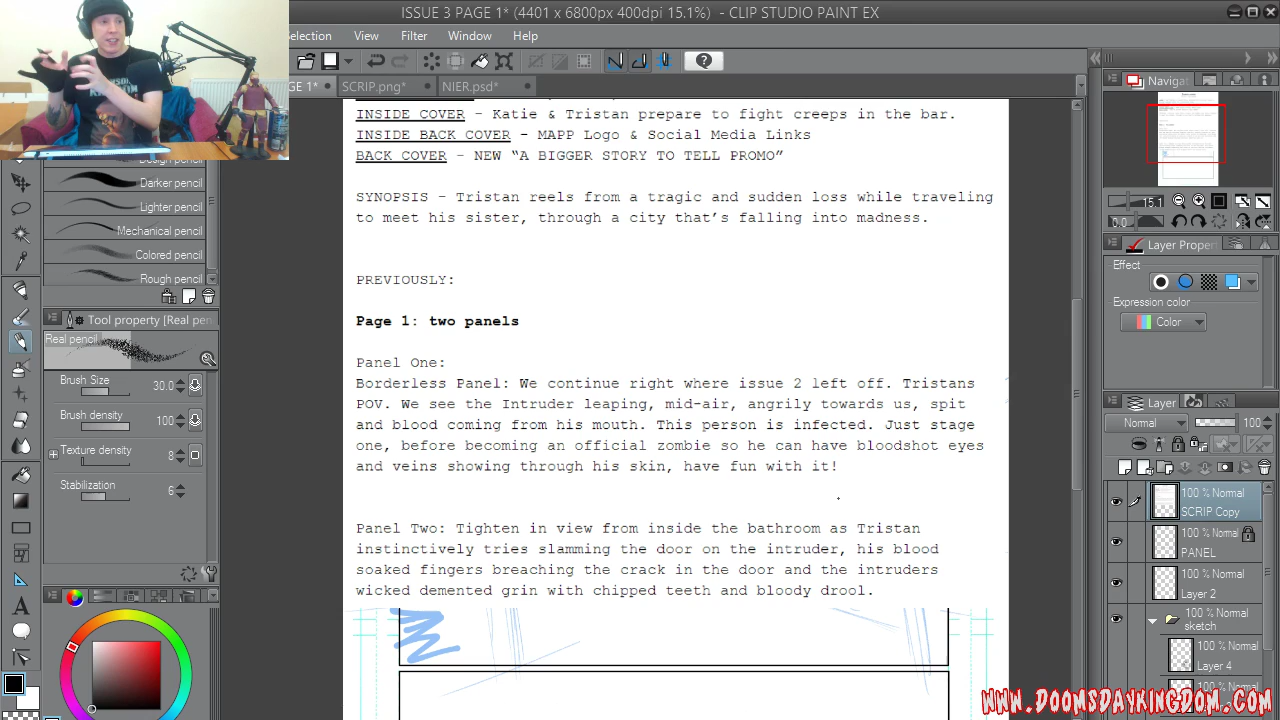 ISSUE 3 PAGE 1* (4401 x 6800px 400dpi 15.1%) - CLIP STUDIO PAINT EX
Selection View Filter Window Help
GE 1* SCRIP.png* NIER.psd*
INSIDE COVER - Katie & Tristan prepare to fight creeps in the bar.
INSIDE BACK COVER - MAPP Logo & Social Media Links
BACK COVER - NEW “A BIGGER STORY TO TELL PROMO”
SYNOPSIS - Tristan reels from a tragic and sudden loss while traveling
to meet his sister, through a city that’s falling into madness.
PREVIOUSLY:
Page 1: two panels
Panel One:
Borderless Panel: We continue right where issue 2 left off. Tristans
POV. We see the Intruder leaping, mid-air, angrily towards us, spit
and blood coming from his mouth. This person is infected. Just stage
one, before becoming an official zombie so he can have bloodshot eyes
and veins showing through his skin, have fun with it!
Panel Two: Tighten in view from inside the bathroom as Tristan
instinctively tries slamming the door on the intruder, his blood
soaked fingers breaching the crack in the door and the intruders
wicked demented grin with chipped teeth and bloody drool.
Design pencil
Darker pencil
Lighter pencil
Mechanical pencil
Colored pencil
Rough pencil
Tool property [Real pen
Real pencil
Brush Size 30.0
Brush density 100
Texture density 8
Stabilization 6
Navigat
15.1
0.0
Layer Proper
Effect
Expression color
Color
Layer
Normal 100
100 % Normal
SCRIP Copy
100 % Normal
PANEL
100 % Normal
Layer 2
100 % Normal
sketch
100 % Normal
Layer 4
100 % Normal
WWW.DOOMSDAYKINGDOM.COM